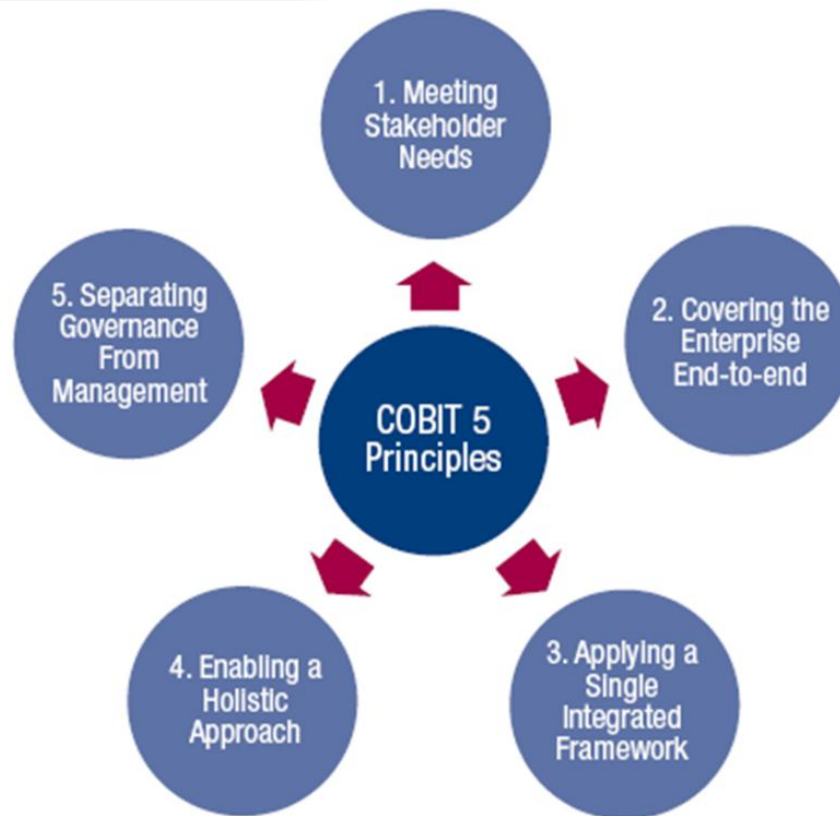 1. Meeting
Stakeholder
Needs
2. Covering the
Enterprise
End-to-end
3. Applying a
Single
Integrated
Framework
4. Enabling a
Holistic
Approach
5. Separating
Governance
From
Management
COBIT 5
Principles